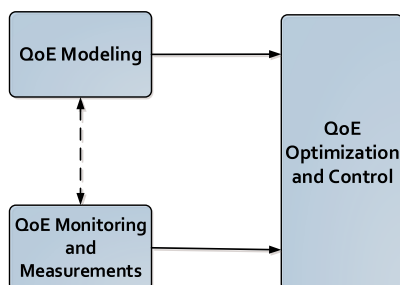 QoE Modeling
QoE
Optimization
and Control
QoE Monitoring
and
Measurements